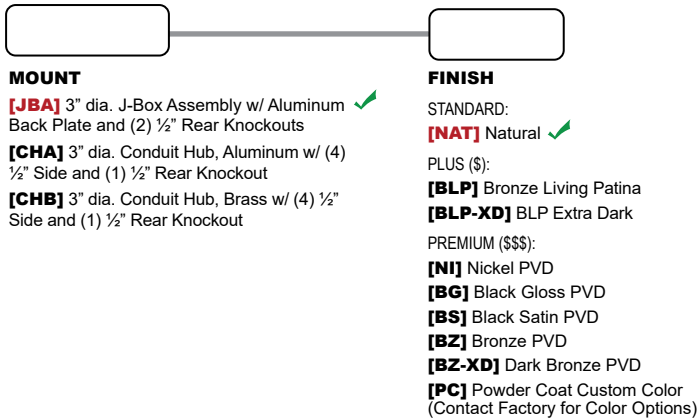 MOUNT
[JBA] 3” dia. J-Box Assembly w/ Aluminum
Back Plate and (2) ½” Rear Knockouts
[CHA] 3” dia. Conduit Hub, Aluminum w/ (4)
½” Side and (1) ½” Rear Knockout
[CHB] 3” dia. Conduit Hub, Brass w/ (4) ½”
Side and (1) ½” Rear Knockout
FINISH
STANDARD:
[NAT] Natural
PLUS ($):
[BLP] Bronze Living Patina
[BLP-XD] BLP Extra Dark
PREMIUM ($$$):
[NI] Nickel PVD
[BG] Black Gloss PVD
[BS] Black Satin PVD
[BZ] Bronze PVD
[BZ-XD] Dark Bronze PVD
[PC] Powder Coat Custom Color
(Contact Factory for Color Options)